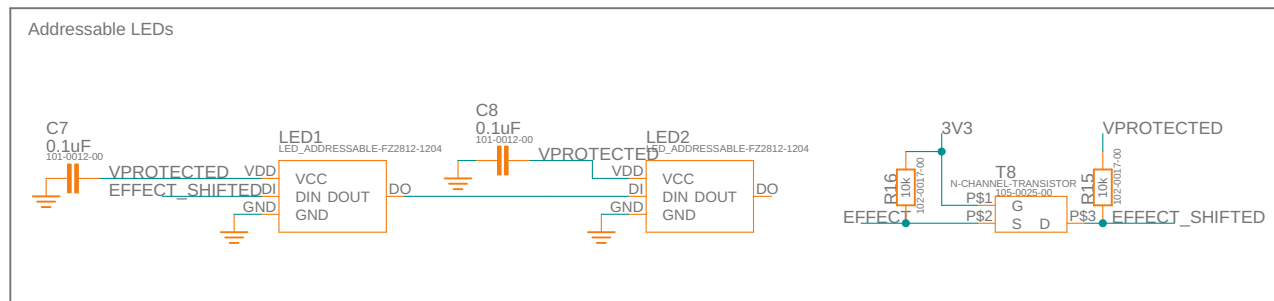 Addressable LEDs
C7
0.1uF
101-0012-00
VPROTECTED
EFFECT_SHIFTED
LED1
LED_ADDRESSABLE-FZ2812-1204
VDD
DI
GND
VCC
DIN DOUT
GND
DO
C8
0.1uF
101-0012-00
VPROTECTED
LED2
LED_ADDRESSABLE-FZ2812-1204
VDD
DI
GND
VCC
DIN DOUT
GND
DO
3V3
R16
10k
102-0017-00
EFFECT
T8
N-CHANNEL-TRANSISTOR
105-0025-00
P$1
P$2
G
S D
P$3
VPROTECTED
R15
10k
102-0017-00
EFFECT_SHIFTED